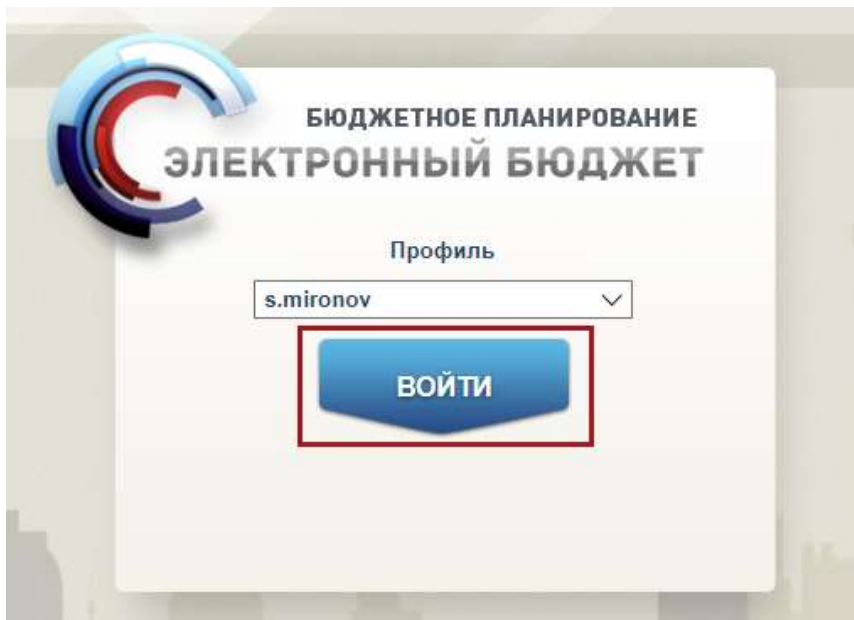 БЮДЖЕТНОЕ ПЛАНИРОВАНИЕ
ЭЛЕКТРОННЫЙ БЮДЖЕТ
Профиль
s.mironov
ВОЙТИ